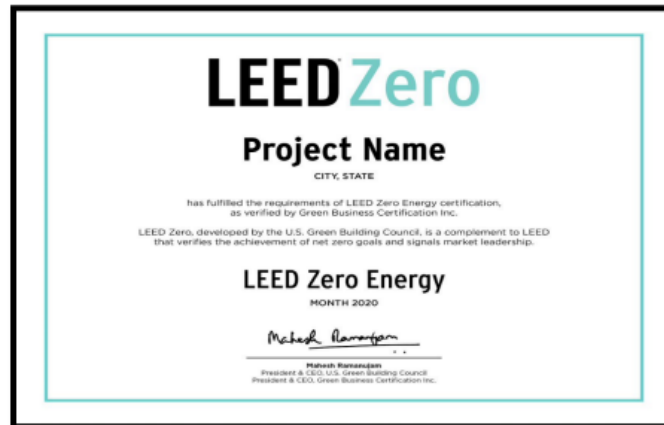 LEED Zero
Project Name
CITY, STATE
has fulfilled the requirements of LEED Zero Energy certification,
as verified by Green Business Certification Inc.
LEED Zero, developed by the U.S. Green Building Council, is a complement to LEED
that verifies the achievement of net zero goals and signals market leadership.
LEED Zero Energy
MONTH 2020
Mahesh Ramanujam
Mahesh Ramanujam
President & CEO, U.S. Green Building Council
President & CEO, Green Business Certification Inc.